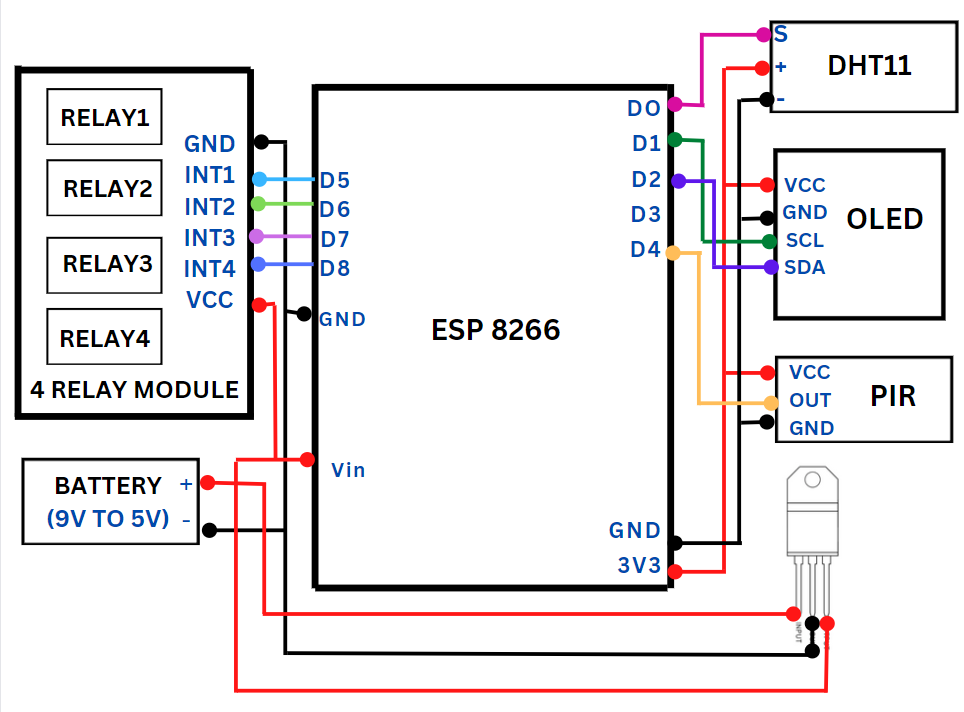 RELAY1
RELAY2
RELAY3
RELAY4
4 RELAY MODULE
GND
INT1
INT2
INT3
INT4
VCC
BATTERY +
(9V TO 5V) -
D5
D6
D7
D8
GND
Vin
ESP 8266
DO
D1
D2
D3
D4
GND
3V3
S
+
-
DHT11
VCC
GND
SCL
SDA
OLED
VCC
OUT
GND
PIR
INPUT